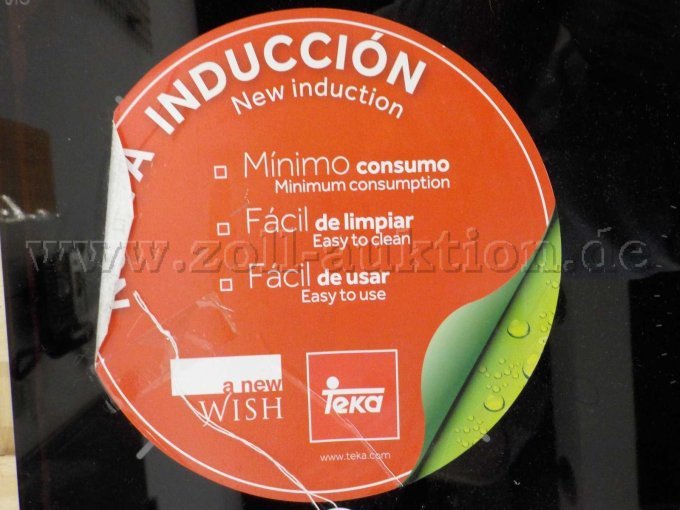 INDUCCIÓN
New induction
Mínimo consumo
Minimum consumption
Fácil de limpiar
Easy to clean
www.zoll-auktion.de
Fácil de usar
Easy to use
a new
WISH
teka
www.teka.com